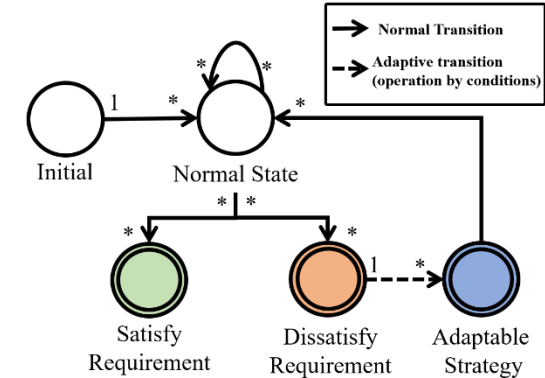 Normal Transition
Adaptive transition
(operation by conditions)
* *
1 * *
Initial
Normal State
* *
* *
1 *
Satisfy
Requirement
Dissatisfy
Requirement
Adaptable
Strategy